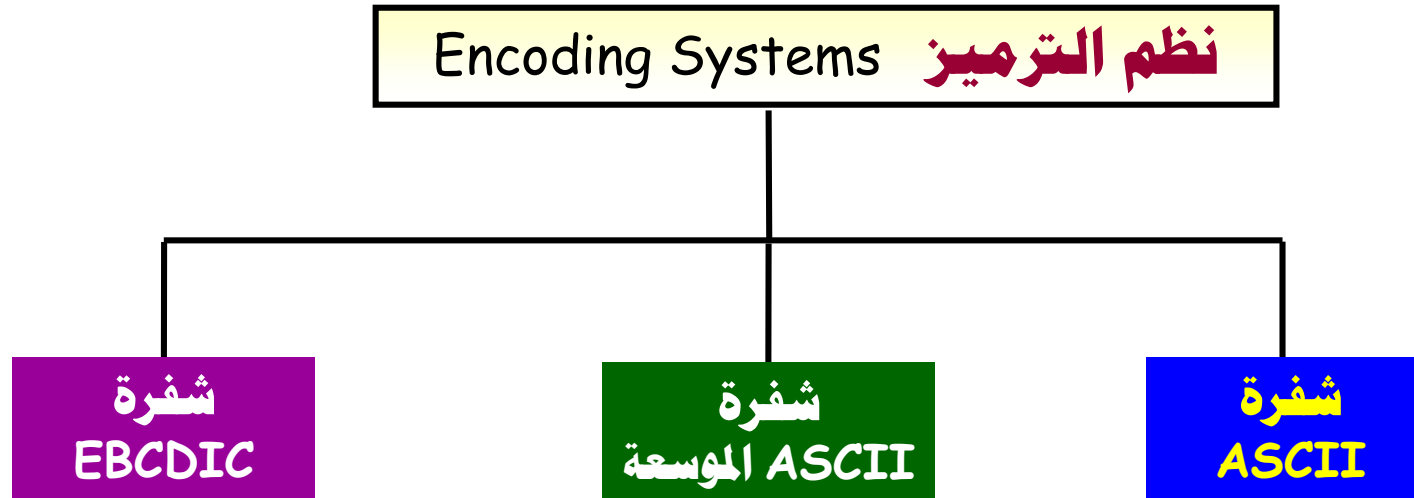 نظم الترميز Encoding Systems
شفرة
ASCII
شفرة
ASCII الموسعة
شفرة
EBCDIC